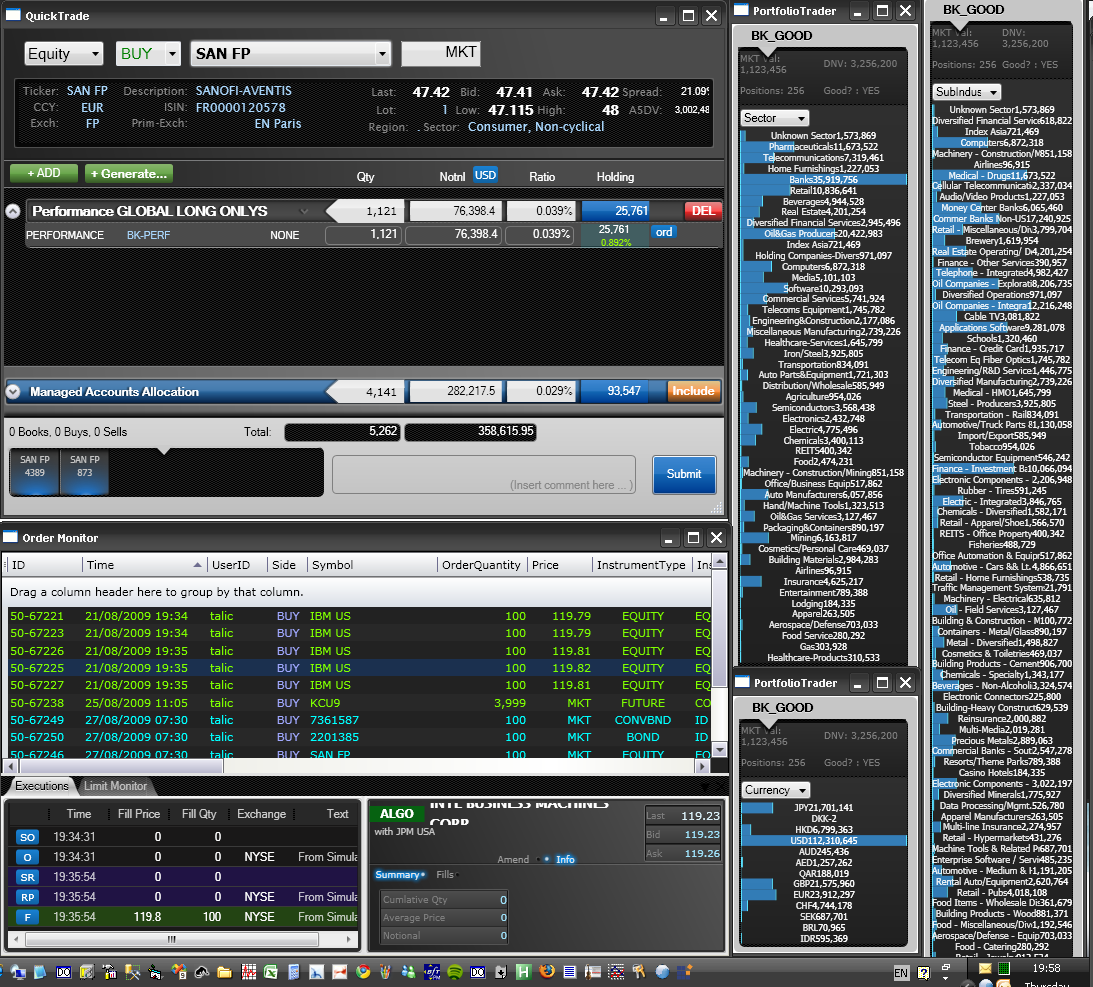 QuickTrade
Equity BUY SAN FP MKT
Ticker: SAN FP Description: SANOFI-AVENTIS Last: 47.42 Bid: 47.41 Ask: 47.42 Spread: 21.09
CCY: EUR ISIN: FR0000120578 Lot: 1 Low: 47.115 High: 48 ASDV: 3,002,48
Exch: FP Prim-Exch: EN Paris Region: . Sector: Consumer, Non-cyclical
+ ADD + Generate... Qty Notnl USD Ratio Holding
Performance GLOBAL LONG ONLYS 1,121 76,398.4 0.039% 25,761 DEL
PERFORMANCE BK-PERF NONE 1,121 76,398.4 0.039% 25,761 ord
0.892%
Managed Accounts Allocation 4,141 282,217.5 0.029% 93,547 Include
0 Books, 0 Buys, 0 Sells Total: 5,262 358,615.95
SAN FP SAN FP
4389 873
(Insert comment here ... )
Submit
Order Monitor
ID Time UserID Side Symbol OrderQuantity Price InstrumentType Ins
Drag a column header here to group by that column.
50-67221 21/08/2009 19:34 talic BUY IBM US 100 119.79 EQUITY EQ
50-67223 21/08/2009 19:34 talic BUY IBM US 100 119.79 EQUITY EQ
50-67226 21/08/2009 19:35 talic BUY IBM US 100 119.81 EQUITY EQ
50-67225 21/08/2009 19:35 talic BUY IBM US 100 119.82 EQUITY EQ
50-67227 21/08/2009 19:35 talic BUY IBM US 100 119.81 EQUITY EQ
50-67238 25/08/2009 11:05 talic BUY KCU9 3,999 MKT FUTURE CO
50-67249 27/08/2009 07:30 talic BUY 7361587 100 MKT CONVBND ID
50-67250 27/08/2009 07:30 talic BUY 2201385 100 MKT BOND ID
50-67246 27/08/2009 07:30 talic BUY SAN FP 100 MKT EQUITY EQ
Executions Limit Monitor
Time Fill Price Fill Qty Exchange Text
SO 19:34:31 0 0
O 19:34:31 0 0 NYSE From Simula
SR 19:35:54 0 0
RP 19:35:54 0 0 NYSE From Simula
F 19:35:54 119.8 100 NYSE From Simula
ALGO INTL BUSINESS MACHINES CORP
with JPM USA
Last 119.23
Bid 119.23
Ask 119.26
Amend Info
Summary Fills
Cumlative Qty 0
Average Price 0
Notional 0
PortfolioTrader
BK_GOOD
MKT Val: 1,123,456 DNV: 3,256,200
Positions: 256 Good? : YES
Sector
Unknown Sector1,573,869
Pharmaceuticals11,673,522
Telecommunications7,319,461
Home Furnishings1,227,053
Banks35,919,756
Retail10,836,641
Beverages4,944,528
Real Estate4,201,254
Diversified Financial Services2,945,496
Oil&Gas Producers20,422,983
Index Asia721,469
Holding Companies-Divers971,097
Computers6,872,318
Media5,101,103
Software10,293,093
Commercial Services5,741,924
Telecoms Equipment1,745,782
Engineering&Construction2,177,086
Miscellaneous Manufacturing2,739,226
Healthcare-Services1,645,799
Iron/Steel3,925,805
Transportation834,091
Auto Parts&Equipment1,721,303
Distribution/Wholesale585,949
Agriculture954,026
Semiconductors3,568,438
Electronics2,432,748
Electric4,775,496
Chemicals3,400,113
REITS400,342
Food2,474,231
Machinery - Construction/Mining851,158
Office/Business Equip517,862
Auto Manufacturers6,057,856
Hand/Machine Tools1,323,513
Oil&Gas Services3,127,467
Packaging&Containers890,197
Mining6,163,817
Cosmetics/Personal Care469,037
Building Materials2,984,283
Airlines96,915
Insurance4,625,217
Entertainment789,388
Lodging184,335
Apparel263,505
Aerospace/Defense703,033
Food Service280,292
Gas303,928
Healthcare-Products310,533
PortfolioTrader
BK_GOOD
MKT Val: 1,123,456 DNV: 3,256,200
Positions: 256 Good? : YES
Currency
JPY21,701,141
DKK-2
HKD6,799,363
USD112,310,645
AUD245,436
AED1,257,262
QAR188,019
GBP21,575,960
EUR23,912,297
CHF4,744,178
SEK687,701
BRL70,965
IDR595,369
BK_GOOD
MKT Val: 1,123,456 DNV: 3,256,200
Positions: 256 Good? : YES
SubIndus
Unknown Sector1,573,869
Diversified Financial Service618,822
Index Asia721,469
Computers6,872,318
Machinery - Construction/M851,158
Airlines96,915
Medical - Drugs11,673,522
Cellular Telecommunicati2,337,034
Audio/Video Products1,227,053
Money Center Banks6,065,460
Commer Banks Non-US17,240,925
Retail - Miscellaneous/Div3,799,704
Brewery1,619,954
Real Estate Operating/ De4,201,254
Finance - Other Services390,957
Telephone - Integrated4,982,427
Oil Companies - Explorati8,206,735
Diversified Operations971,097
Oil Companies - Integra12,216,248
Cable TV3,081,822
Applications Software9,281,078
Schools1,320,460
Finance - Credit Card1,935,717
Telecom Eq Fiber Optics1,745,782
Engineering/R&D Service1,446,775
Diversified Manufacturing2,739,226
Medical - HMO1,645,799
Steel - Producers3,925,805
Transportation - Rail834,091
Automotive/Truck Parts &1,130,058
Import/Export585,949
Tobacco954,026
Semiconductor Equipment546,242
Finance - Investment Ba10,066,094
Electronic Components - 2,206,948
Rubber - Tires591,245
Electric - Integrated3,846,765
Chemicals - Diversified1,582,171
Retail - Apparel/Shoe1,566,570
REITS - Office Property400,342
Fisheries488,729
Office Automation & Equip517,862
Automotive - Cars && Lt. 4,866,651
Retail - Home Furnishings538,735
Traffic Management System21,791
Machinery - Electrical635,812
Oil - Field Services3,127,467
Building & Construction - M100,772
Containers - Metal/Glass890,197
Metal - Diversified1,498,827
Cosmetics & Toiletries469,037
Building Products - Cement906,700
Chemicals - Specialty1,343,177
Beverages - Non-Alcohol3,324,574
Electronic Connectors225,800
Building-Heavy Construct629,539
Reinsurance2,000,882
Multi-Media2,019,281
Precious Metals2,889,063
Commercial Banks - Sout2,547,278
Resorts/Theme Parks789,388
Casino Hotels184,335
Electronic Components - 3,022,197
Diversified Minerals1,775,927
Data Processing/Mgmt.526,780
Apparel Manufacturers263,505
Multi-line Insurance2,274,957
Retail - Hypermarkets431,276
Machine Tools & Related Pr687,701
Enterprise Software / Servi485,235
Automotive - Medium & H1,191,205
Rental Auto/Equipment2,620,764
Retail - Pubs4,018,108
Food Items - Wholesale Dis361,679
Building Products - Wood881,371
Food - Miscellaneous/Div1,192,546
Aerospace/Defense - Equip703,033
Food - Catering280,292
EN 19:58
Thursday